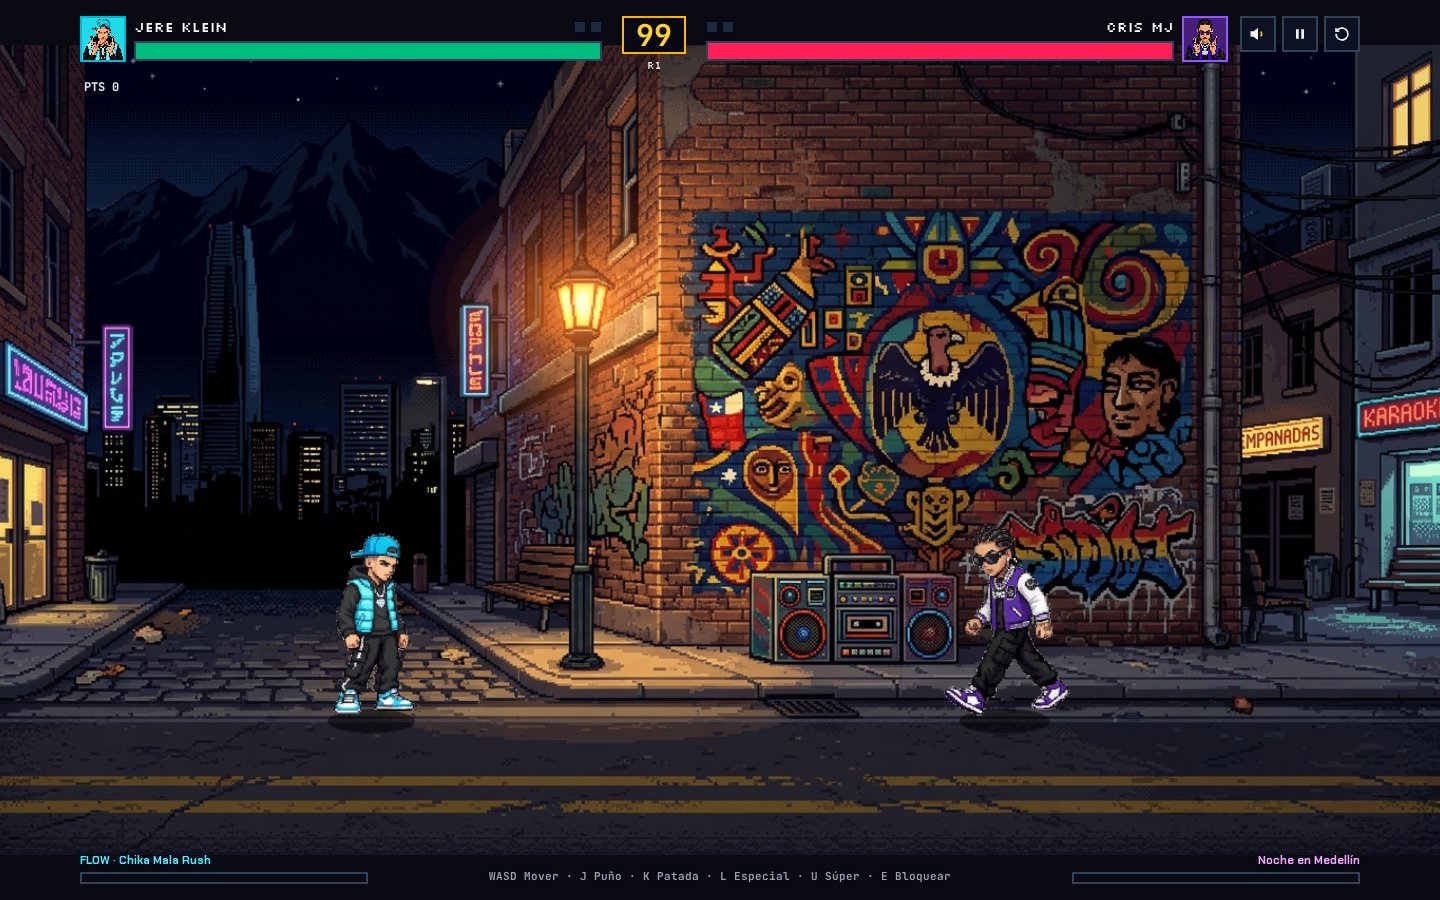 JERE KLEIN
99
CRIS MJ
R1
PTS 0
KARAOK
EMPANADAS
FLOW · Chika Mala Rush
Noche en Medellín
WASD Mover · J Puño · K Patada · L Especial · U Súper · E Bloquear